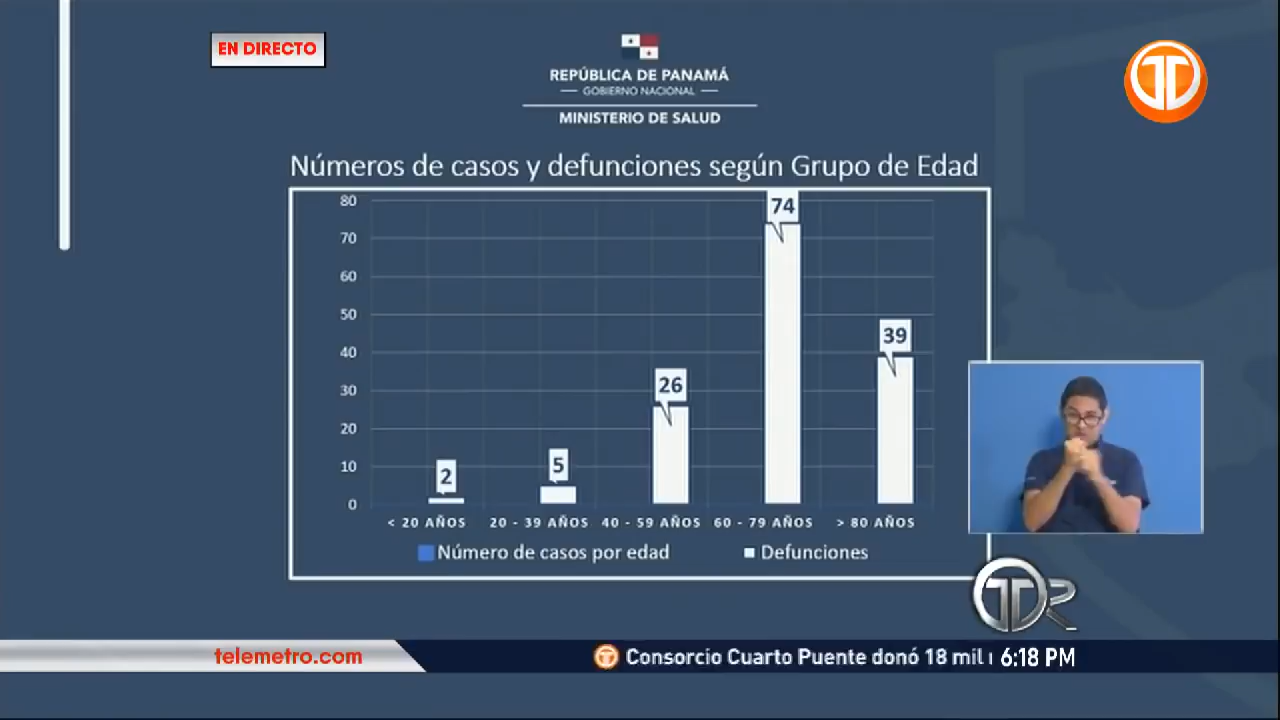 EN DIRECTO
REPÚBLICA DE PANAMÁ
GOBIERNO NACIONAL
MINISTERIO DE SALUD
Números de casos y defunciones según Grupo de Edad
80
70
60
50
40
30
20
10
0
2
5
26
74
39
< 20 AÑOS
20 - 39 AÑOS
40 - 59 AÑOS
60 - 79 AÑOS
> 80 AÑOS
Número de casos por edad
Defunciones
telemetro.com
Consorcio Cuarto Puente donó 18 mil
6:18 PM